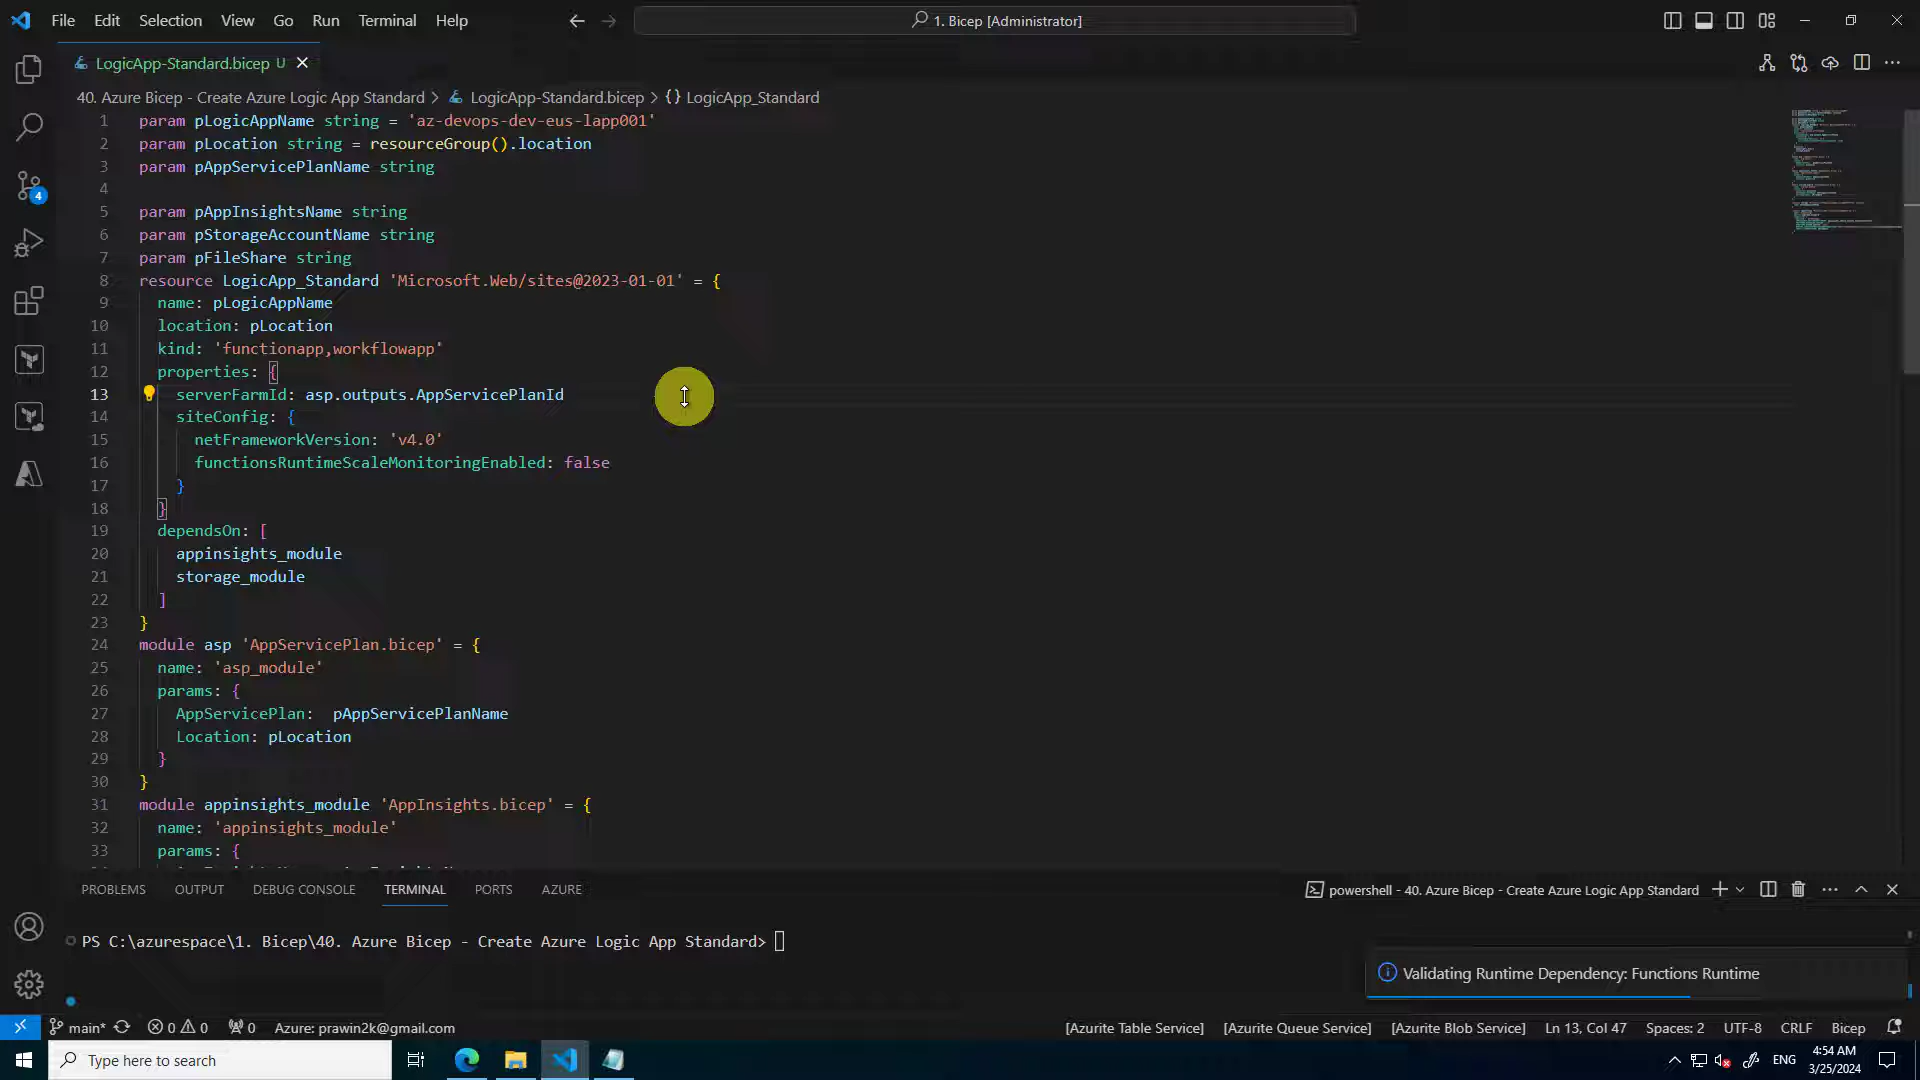 File Edit Selection View Go Run Terminal Help
1. Bicep [Administrator]
LogicApp-Standard.bicep U
40. Azure Bicep - Create Azure Logic App Standard > LogicApp-Standard.bicep > {} LogicApp_Standard
1 param pLogicAppName string = 'az-devops-dev-eus-lapp001'
2 param pLocation string = resourceGroup().location
3 param pAppServicePlanName string
4
5 param pAppInsightsName string
6 param pStorageAccountName string
7 param pFileShare string
8 resource LogicApp_Standard 'Microsoft.Web/sites@2023-01-01' = {
9 name: pLogicAppName
10 location: pLocation
11 kind: 'functionapp,workflowapp'
12 properties: {
13 serverFarmId: asp.outputs.AppServicePlanId
14 siteConfig: {
15 netFrameworkVersion: 'v4.0'
16 functionsRuntimeScaleMonitoringEnabled: false
17 }
18 }
19 dependsOn: [
20 appinsights_module
21 storage_module
22 ]
23 }
24 module asp 'AppServicePlan.bicep' = {
25 name: 'asp_module'
26 params: {
27 AppServicePlan: pAppServicePlanName
28 Location: pLocation
29 }
30 }
31 module appinsights_module 'AppInsights.bicep' = {
32 name: 'appinsights_module'
33 params: {
PROBLEMS OUTPUT DEBUG CONSOLE TERMINAL PORTS AZURE
powershell - 40. Azure Bicep - Create Azure Logic App Standard
PS C:\azurespace\1. Bicep\40. Azure Bicep - Create Azure Logic App Standard>
Validating Runtime Dependency: Functions Runtime
4
main* 0 0 0 Azure: prawin2k@gmail.com
[Azurite Table Service] [Azurite Queue Service] [Azurite Blob Service] Ln 13, Col 47 Spaces: 2 UTF-8 CRLF Bicep
Type here to search
ENG
4:54 AM
3/25/2024